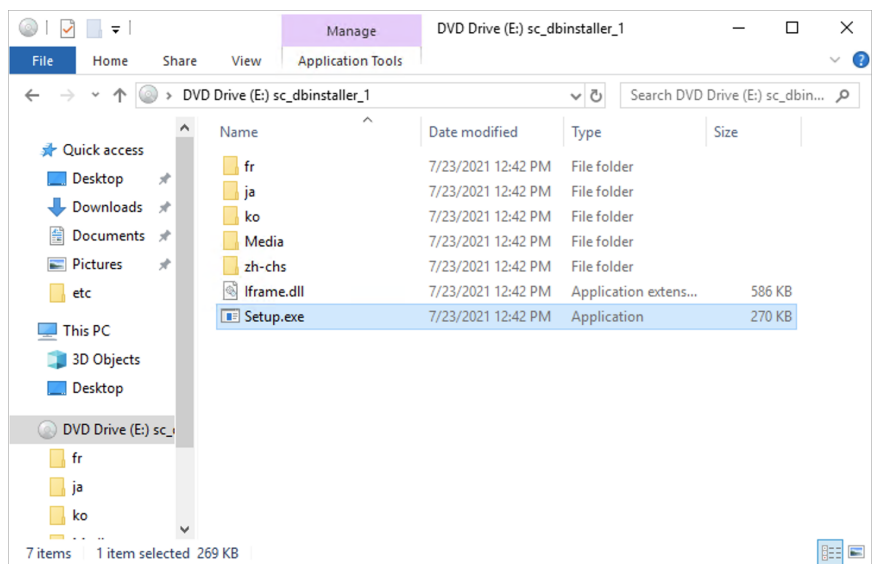 Manage
DVD Drive (E:) sc_dbinstaller_1
File
Home
Share
View
Application Tools
DVD Drive (E:) sc_dbinstaller_1
Search DVD Drive (E:) sc_dbin...
Name
Date modified
Type
Size
Quick access
Desktop
Downloads
Documents
Pictures
etc
This PC
3D Objects
Desktop
DVD Drive (E:) sc_
fr
ja
ko
fr 7/23/2021 12:42 PM File folder
ja 7/23/2021 12:42 PM File folder
ko 7/23/2021 12:42 PM File folder
Media 7/23/2021 12:42 PM File folder
zh-chs 7/23/2021 12:42 PM File folder
Iframe.dll 7/23/2021 12:42 PM Application extens... 586 KB
Setup.exe 7/23/2021 12:42 PM Application 270 KB
7 items 1 item selected 269 KB